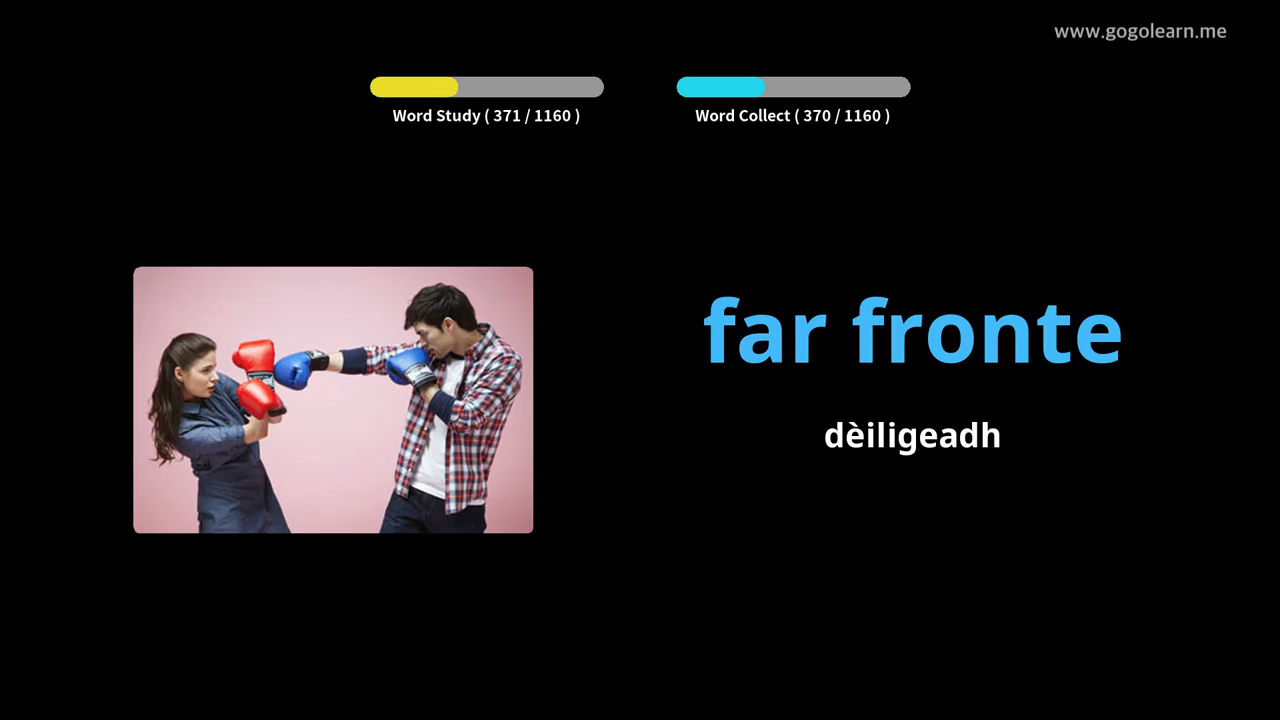 www.gogolearn.me
Word Study ( 371 / 1160 )
Word Collect ( 370 / 1160 )
far fronte
dèiligeadh